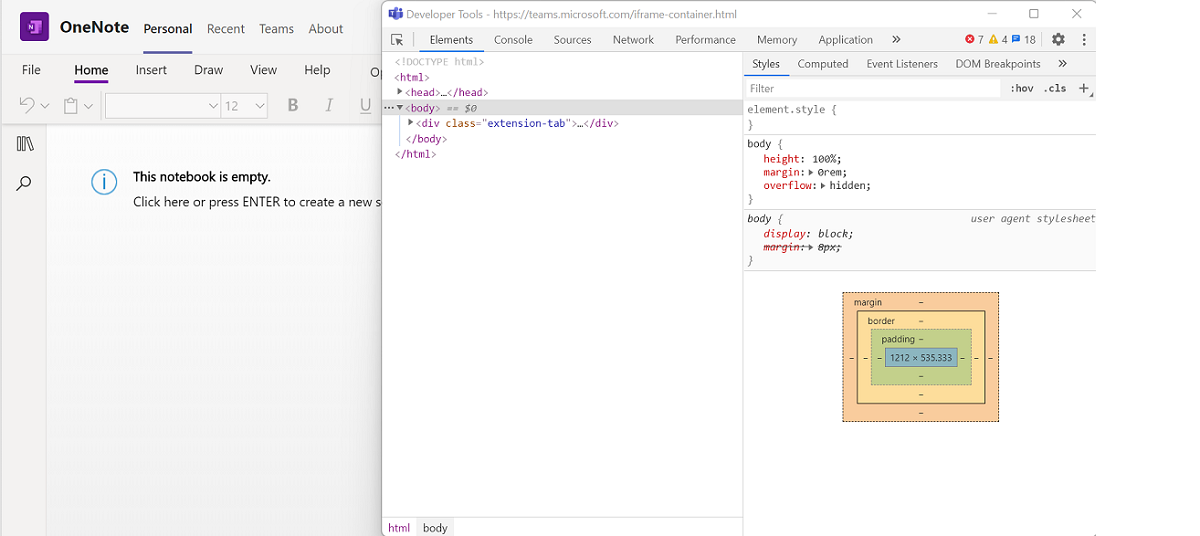 OneNote Personal Recent Teams About
File Home Insert Draw View Help Op
12 B I U
This notebook is empty.
Click here or press ENTER to create a new s
Developer Tools - https://teams.microsoft.com/iframe-container.html
Elements Console Sources Network Performance Memory Application » 7 4 18
<!DOCTYPE html>
<html>
<head>…</head>
<body> == $0
<div class="extension-tab">…</div>
</body>
</html>
html body
Styles Computed Event Listeners DOM Breakpoints »
Filter :hov .cls +
element.style {
}
body {
height: 100%;
margin: 0rem;
overflow: hidden;
}
body { user agent stylesheet
display: block;
margin: 8px;
}
margin –
border –
padding –
– – – 1212 × 535.333 – – –
–
–
–